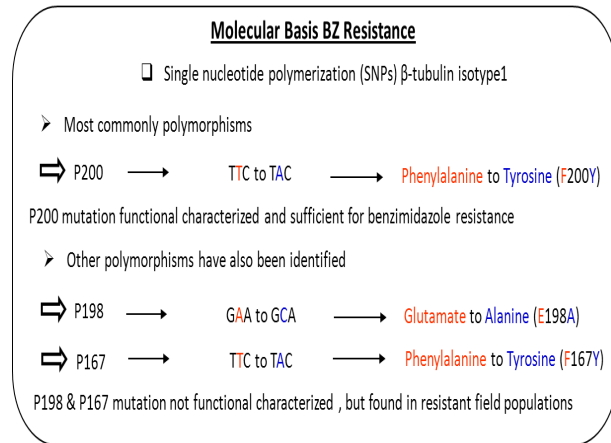 Molecular Basis BZ Resistance
❑ Single nucleotide polymerization (SNPs) β-tubulin isotype1
➢ Most commonly polymorphisms
P200 TTC to TAC Phenylalanine to Tyrosine (F200Y)
P200 mutation functional characterized and sufficient for benzimidazole resistance
➢ Other polymorphisms have also been identified
P198 GAA to GCA Glutamate to Alanine (E198A)
P167 TTC to TAC Phenylalanine to Tyrosine (F167Y)
P198 & P167 mutation not functional characterized , but found in resistant field populations